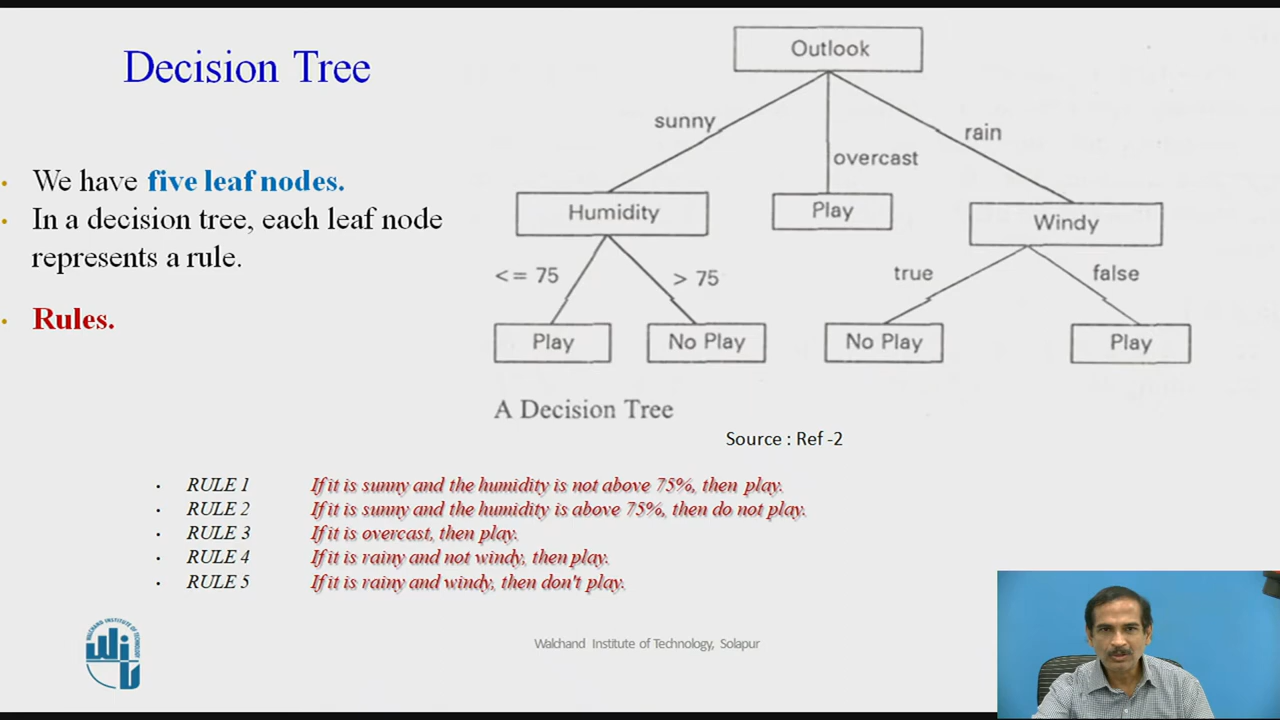 Decision Tree
We have five leaf nodes.
In a decision tree, each leaf node
represents a rule.
Rules.
Outlook
sunny
overcast
rain
Humidity
Play
Windy
<= 75
> 75
true
false
Play
No Play
No Play
Play
A Decision Tree
Source : Ref -2
RULE 1 If it is sunny and the humidity is not above 75%, then play.
RULE 2 If it is sunny and the humidity is above 75%, then do not play.
RULE 3 If it is overcast, then play.
RULE 4 If it is rainy and not windy, then play.
RULE 5 If it is rainy and windy, then don't play.
WALCHAND INSTITUTE OF TECHNOLOGY
WIT
Walchand Institute of Technology, Solapur